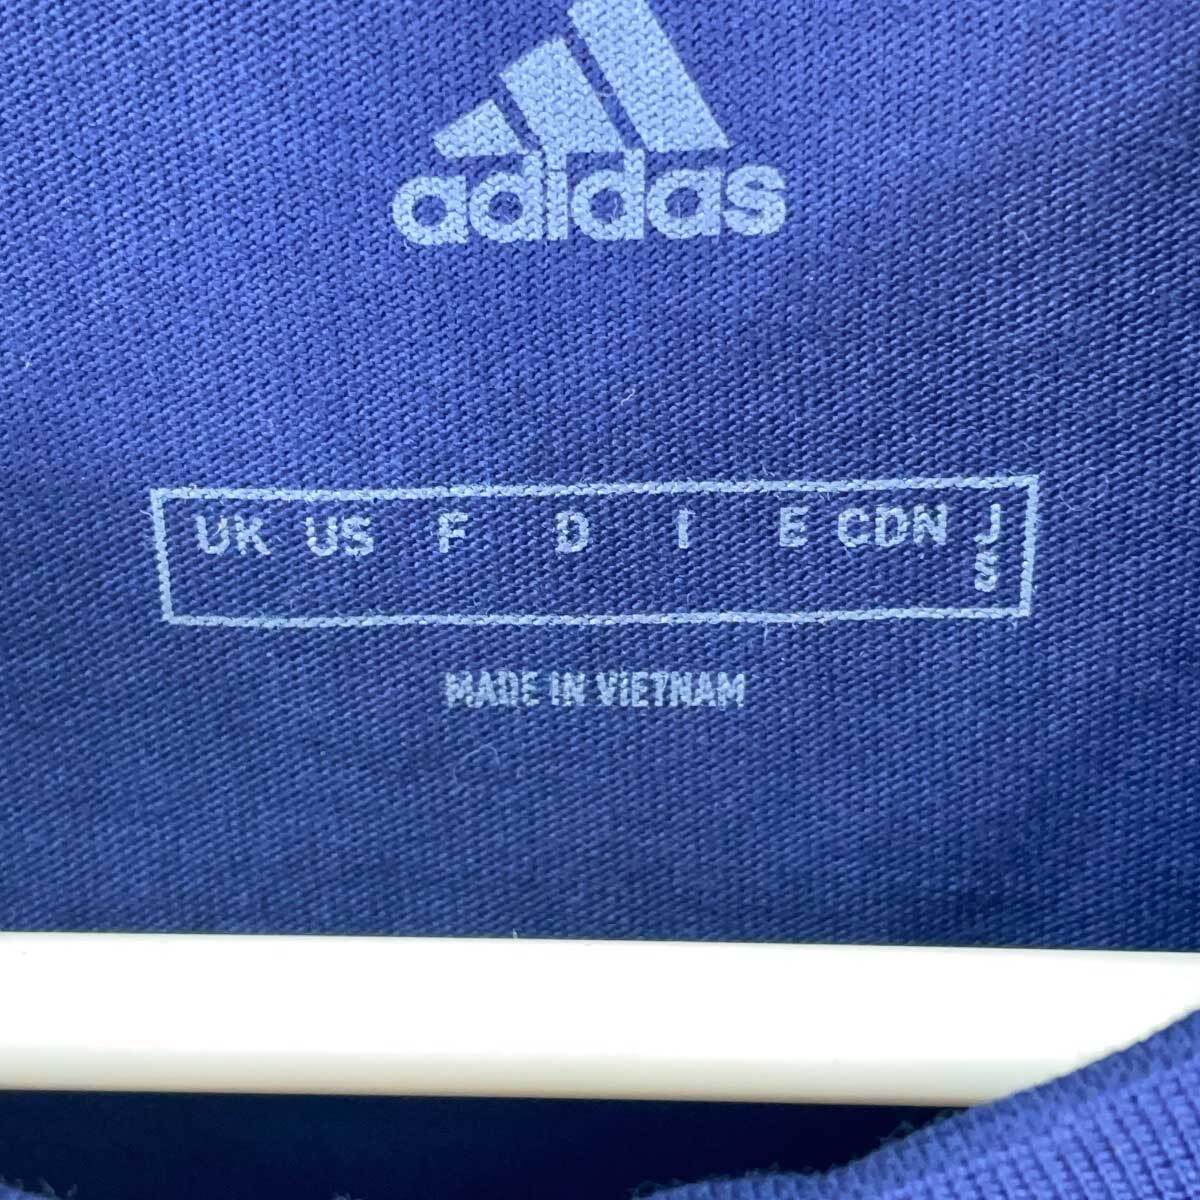 adidas
UK US F D I E CDN J
S
MADE IN VIETNAM